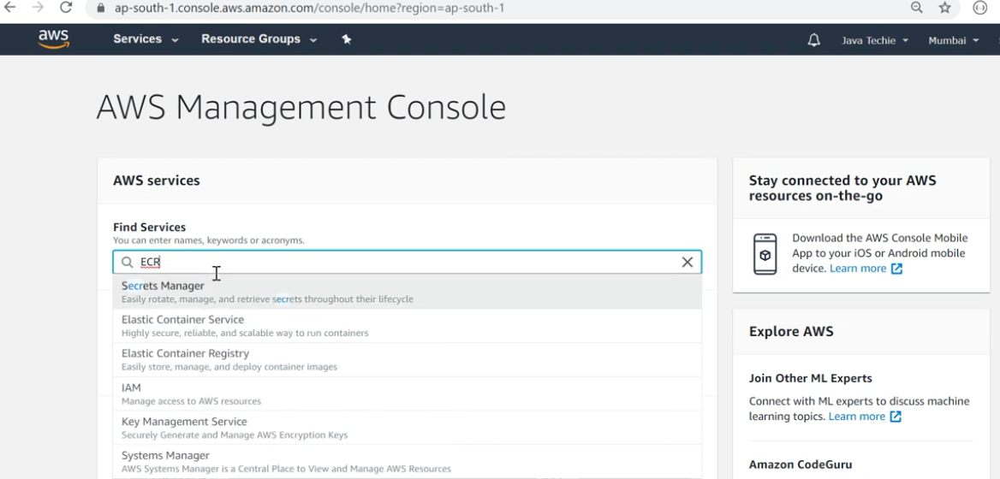 ap-south-1.console.aws.amazon.com/console/home?region=ap-south-1
aws Services Resource Groups Java Techie Mumbai
AWS Management Console
AWS services
Find Services
You can enter names, keywords or acronyms.
ECR
Secrets Manager
Easily rotate, manage, and retrieve secrets throughout their lifecycle
Elastic Container Service
Highly secure, reliable, and scalable way to run containers
Elastic Container Registry
Easily store, manage, and deploy container images
IAM
Manage access to AWS resources
Key Management Service
Securely Generate and Manage AWS Encryption Keys
Systems Manager
AWS Systems Manager is a Central Place to View and Manage AWS Resources
Stay connected to your AWS
resources on-the-go
Download the AWS Console Mobile
App to your iOS or Android mobile
device. Learn more
Explore AWS
Join Other ML Experts
Connect with ML experts to discuss machine
learning topics. Learn more
Amazon CodeGuru